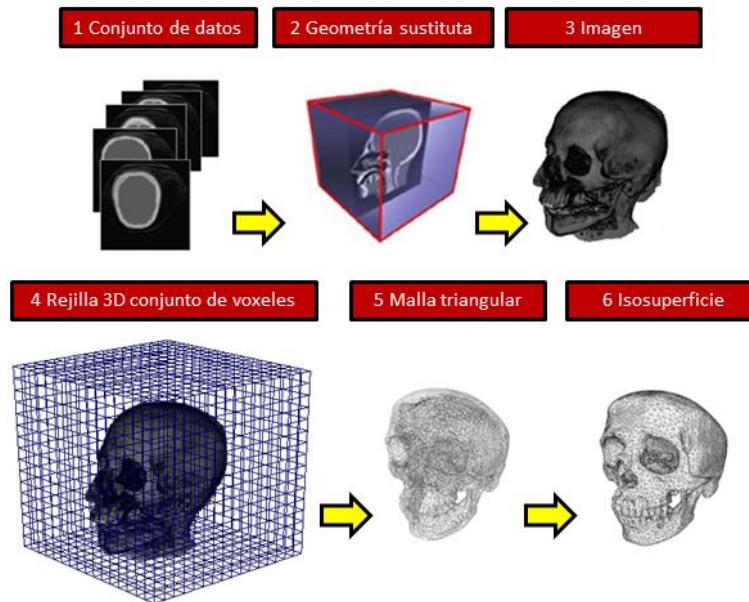 1 Conjunto de datos
2 Geometría sustituta
3 Imagen
4 Rejilla 3D conjunto de voxeles
5 Malla triangular
6 Isosuperficie